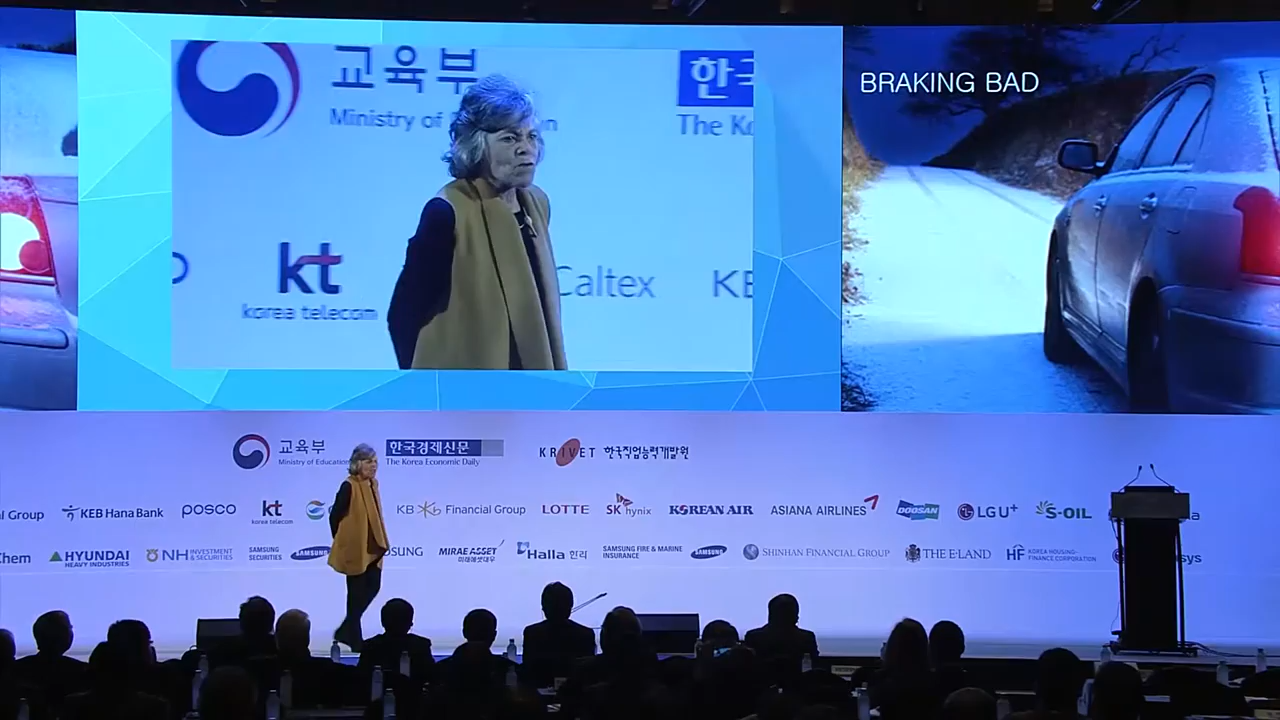 교육부
Ministry of
한국
The Ko
kt
korea telecom
Caltex
KB
BRAKING BAD
교육부
Ministry of Education
한국경제신문
The Korea Economic Daily
KRIVET 한국직업능력개발원
al Group
KEB Hana Bank
posco
kt
korea telecom
KB Financial Group
LOTTE
SK hynix
KOREAN AIR
ASIANA AIRLINES
DOOSAN
LG U+
S-OIL
Chem
HYUNDAI
HEAVY INDUSTRIES
NH INVESTMENT & SECURITIES
SAMSUNG SECURITIES
SAMSUNG
SUNG
MIRAE ASSET
미래에셋대우
Halla 한라
SAMSUNG FIRE & MARINE INSURANCE
SAMSUNG
SHINHAN FINANCIAL GROUP
THE E·LAND
HF KOREA HOUSING-FINANCE CORPORATION
sys